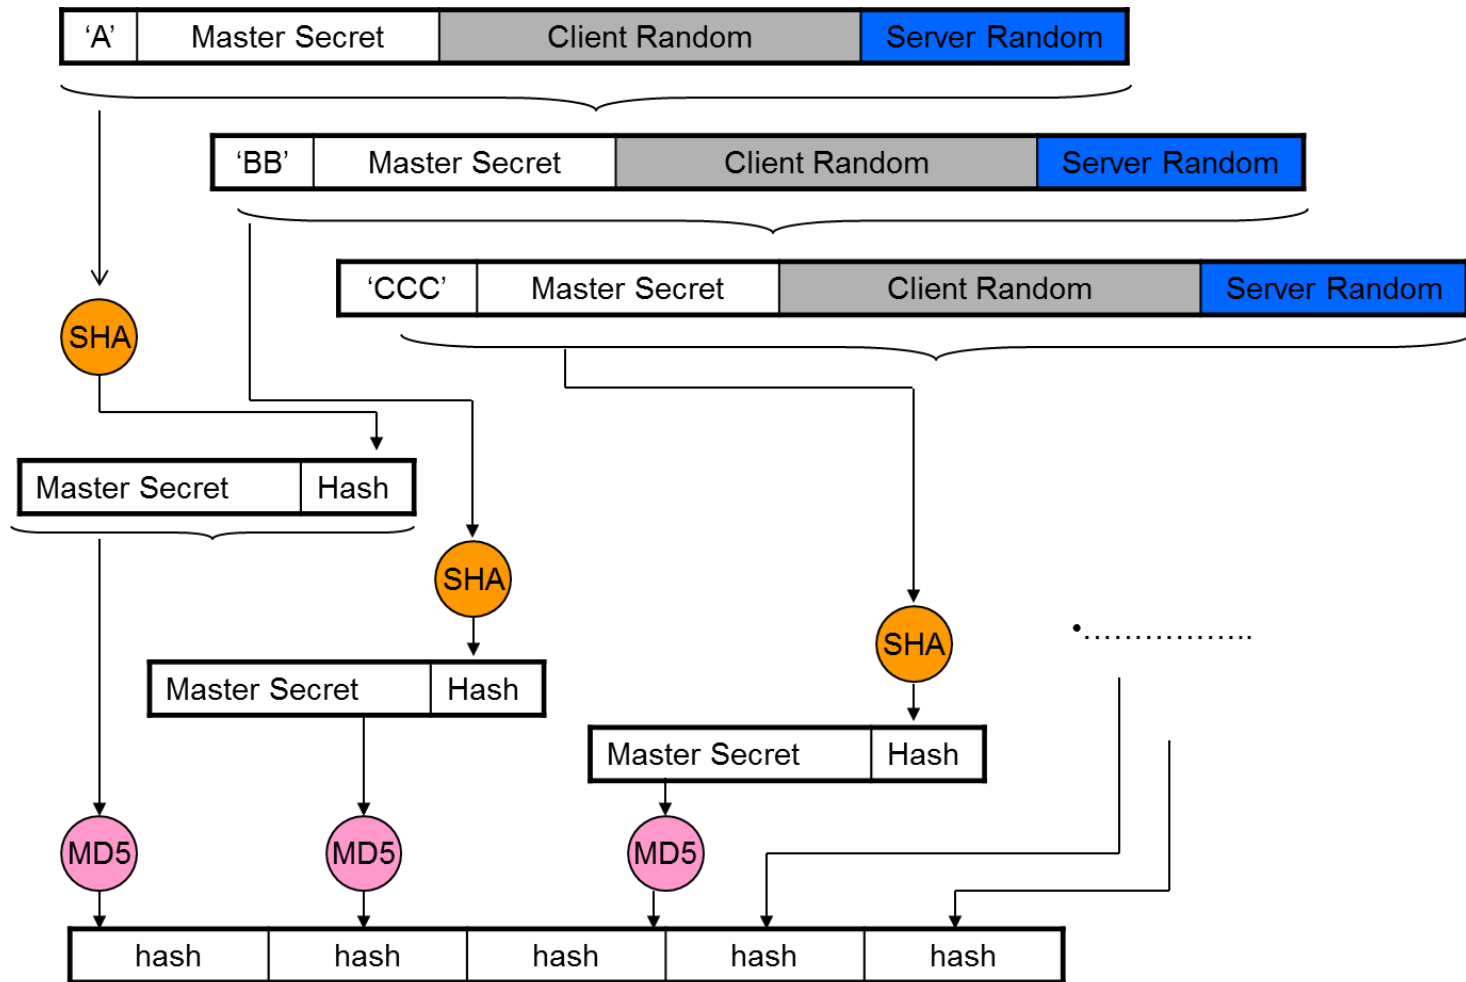 ‘A’ Master Secret Client Random Server Random
‘BB’ Master Secret Client Random Server Random
‘CCC’ Master Secret Client Random Server Random
SHA
Master Secret Hash
SHA
SHA
•.................
Master Secret Hash
Master Secret Hash
MD5 MD5 MD5
hash hash hash hash hash